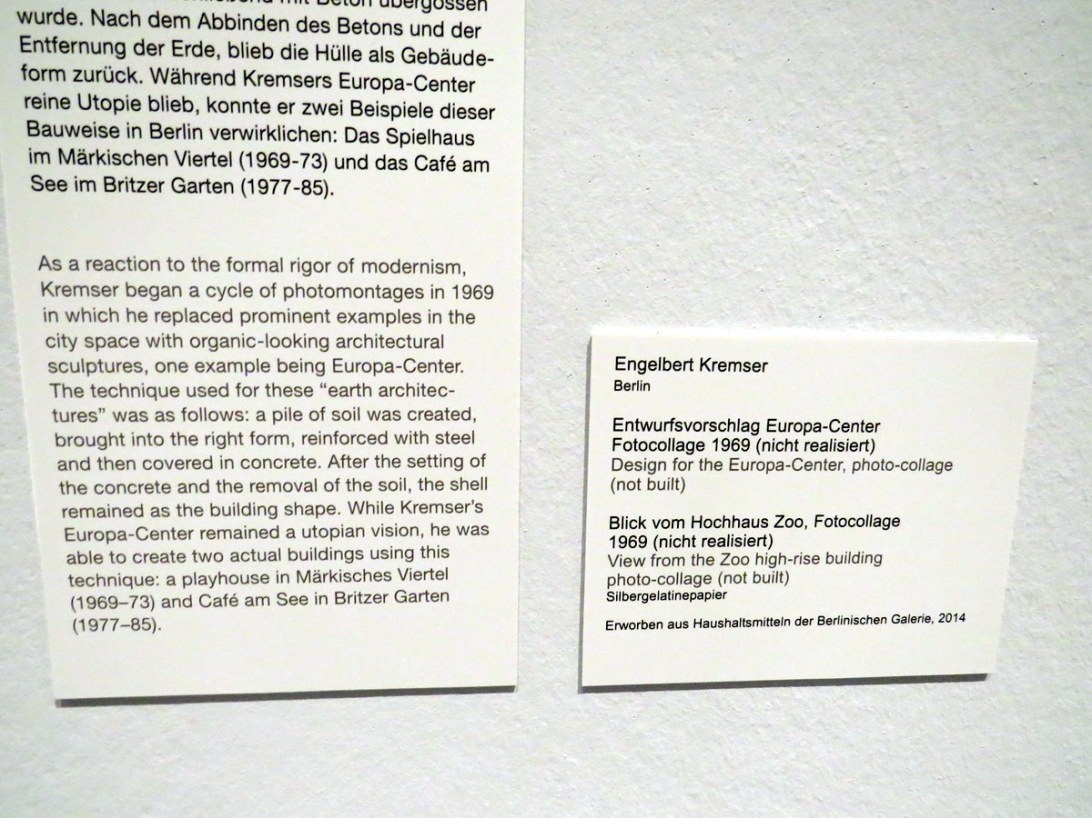 mit Beton übergossen
wurde. Nach dem Abbinden des Betons und der
Entfernung der Erde, blieb die Hülle als Gebäude-
form zurück. Während Kremsers Europa-Center
reine Utopie blieb, konnte er zwei Beispiele dieser
Bauweise in Berlin verwirklichen: Das Spielhaus
im Märkischen Viertel (1969-73) und das Café am
See im Britzer Garten (1977-85).
As a reaction to the formal rigor of modernism,
Kremser began a cycle of photomontages in 1969
in which he replaced prominent examples in the
city space with organic-looking architectural
sculptures, one example being Europa-Center.
The technique used for these “earth architec-
tures” was as follows: a pile of soil was created,
brought into the right form, reinforced with steel
and then covered in concrete. After the setting of
the concrete and the removal of the soil, the shell
remained as the building shape. While Kremser’s
Europa-Center remained a utopian vision, he was
able to create two actual buildings using this
technique: a playhouse in Märkisches Viertel
(1969–73) and Café am See in Britzer Garten
(1977–85).
Engelbert Kremser
Berlin
Entwurfsvorschlag Europa-Center
Fotocollage 1969 (nicht realisiert)
Design for the Europa-Center, photo-collage
(not built)
Blick vom Hochhaus Zoo, Fotocollage
1969 (nicht realisiert)
View from the Zoo high-rise building
photo-collage (not built)
Silbergelatinepapier
Erworben aus Haushaltsmitteln der Berlinischen Galerie, 2014